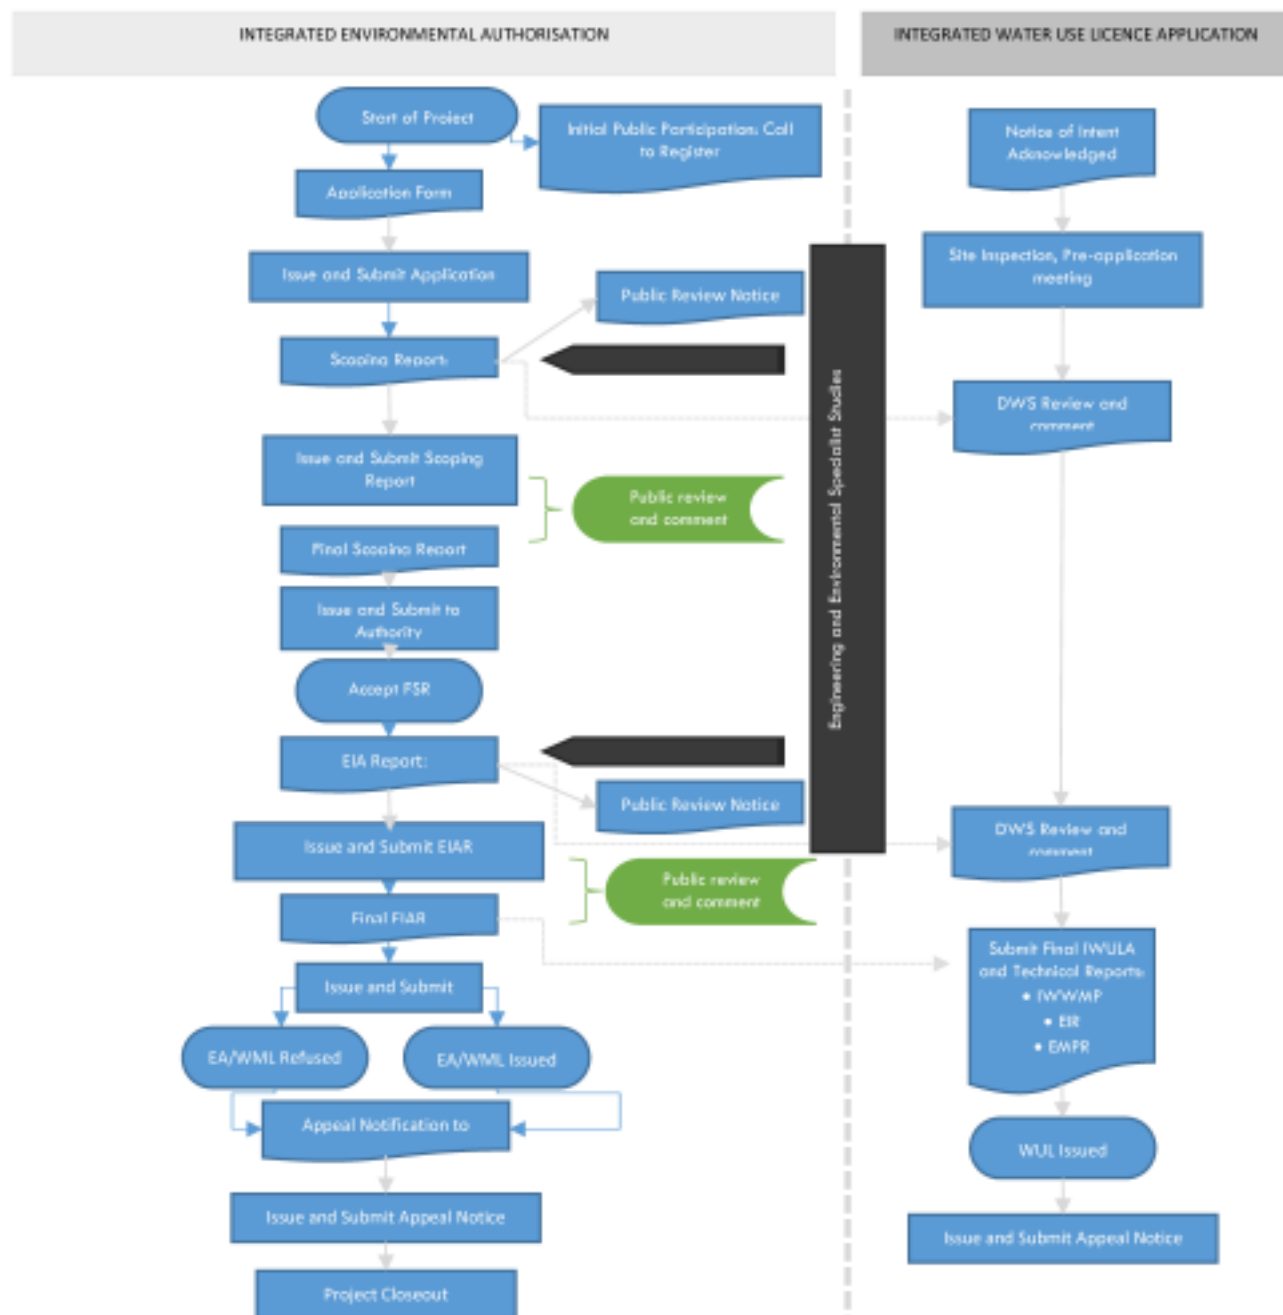 INTEGRATED ENVIRONMENTAL AUTHORISATION
INTEGRATED WATER USE LICENCE APPLICATION
Start of Project
Initial Public Participation: Call
to Register
Application Form
Issue and Submit Application
Public Review Notice
Scoping Report:
Issue and Submit Scoping
Report
Public review
and comment
Final Scoping Report
Issue and Submit to
Authority
Accept FSR
EIA Report:
Public Review Notice
Issue and Submit EIAR
Public review
and comment
Final EIAR
Issue and Submit
EA/WML Refused
EA/WML Issued
Appeal Notification to
Issue and Submit Appeal Notice
Project Closeout
Engineering and Environmental Specialist Studies
Notice of Intent
Acknowledged
Site Inspection, Pre-application
meeting
DWS Review and
comment
DWS Review and
comment
Submit Final IWULA
and Technical Reports:
• IWWMP
• EIR
• EMPR
WUL Issued
Issue and Submit Appeal Notice